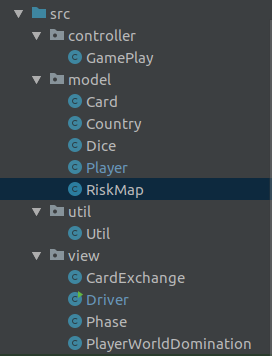 src
controller
GamePlay
model
Card
Country
Dice
Player
RiskMap
util
Util
view
CardExchange
Driver
Phase
PlayerWorldDomination